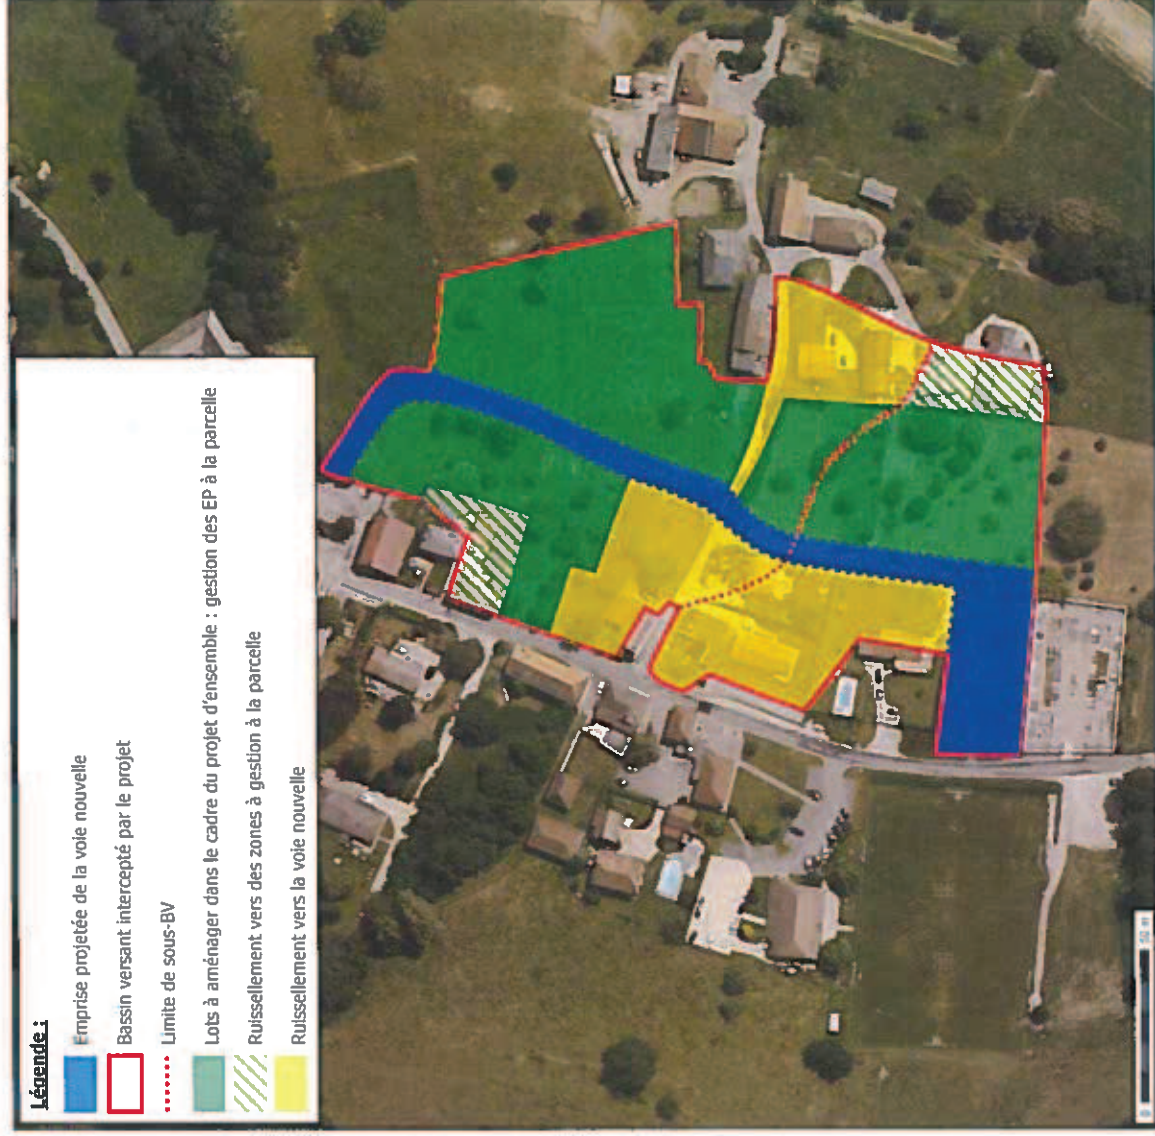 Légende :
Emprise projetée de la voie nouvelle
Bassin versant intercepté par le projet
Limite de sous-BV
Lots à aménager dans le cadre du projet d'ensemble : gestion des EP à la parcelle
Ruissellement vers des zones à gestion à la parcelle
Ruissellement vers la voie nouvelle
0 50 m